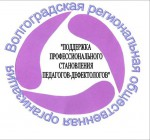 Волгоградская региональная общественная организация
"ПОДДЕРЖКА
ПРОФЕССИОНАЛЬНОГО
СТАНОВЛЕНИЯ
ПЕДАГОГОВ-ДЕФЕКТОЛОГОВ"